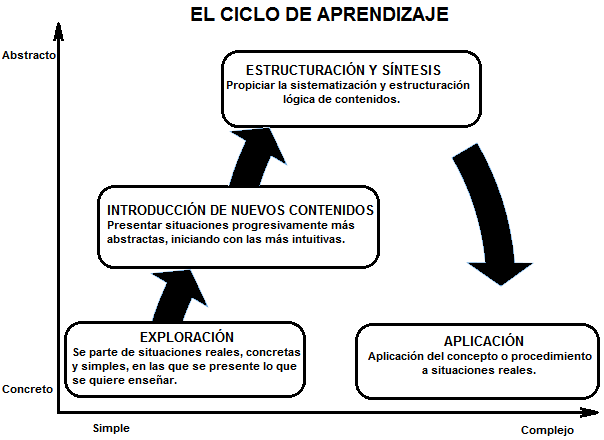 EL CICLO DE APRENDIZAJE
Abstracto
ESTRUCTURACIÓN Y SÍNTESIS
Propiciar la sistematización y estructuración
lógica de contenidos.
INTRODUCCIÓN DE NUEVOS CONTENIDOS
Presentar situaciones progresivamente más
abstractas, iniciando con las más intuitivas.
EXPLORACIÓN
Se parte de situaciones reales, concretas
y simples, en las que se presente lo que
se quiere enseñar.
APLICACIÓN
Aplicación del concepto o procedimiento
a situaciones reales.
Concreto
Simple
Complejo